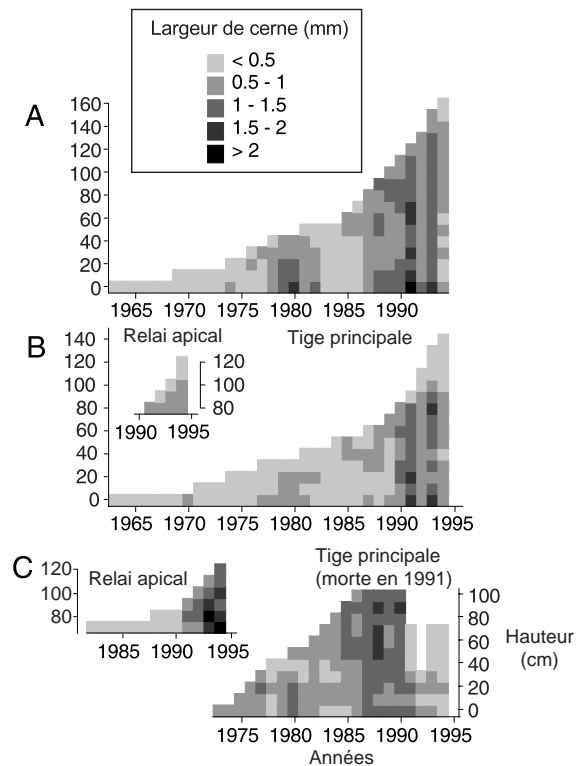 Largeur de cerne (mm)
< 0.5
0.5 - 1
1 - 1.5
1.5 - 2
> 2
A
160
140
120
100
80
60
40
20
0
1965 1970 1975 1980 1985 1990
B
Relai apical
Tige principale
140
120
100
80
60
40
20
0
120
100
80
1990 1995
1965 1970 1975 1980 1985 1990 1995
C
Relai apical
Tige principale
(morte en 1991)
120
100
80
1985 1990 1995
100
80
60
40
20
0
Hauteur
(cm)
1975 1980 1985 1990 1995
Années